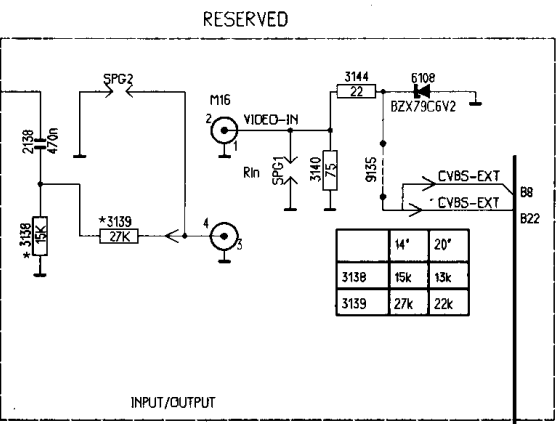 RESERVED
SPG2
M16
2
VIDEO-IN
1
3144
22
6108
BZX79C6V2
2138
470n
RIn
SPG1
3140
75
9135
CVBS-EXT
B8
CVBS-EXT
B22
* 3138
15K
*3139
27K
4
3
14" 20"
3138 15k 13k
3139 27k 22k
INPUT/OUTPUT